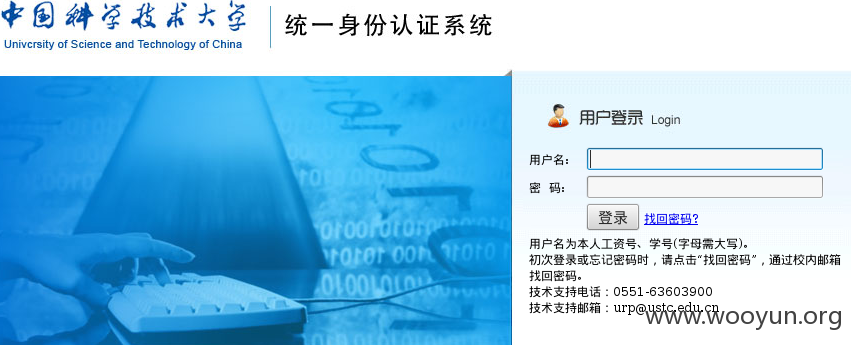 中国科学技术大学
University of Science and Technology of China
统一身份认证系统
用户登录 Login
用户名：
密 码：
登录 找回密码?
用户名为本人工资号、学号(字母需大写)。
初次登录或忘记密码时，请点击“找回密码”，通过校内邮箱
找回密码。
技术支持电话：0551-63603900
技术支持邮箱：urp@ustc.edu.cn
www.wooyun.org